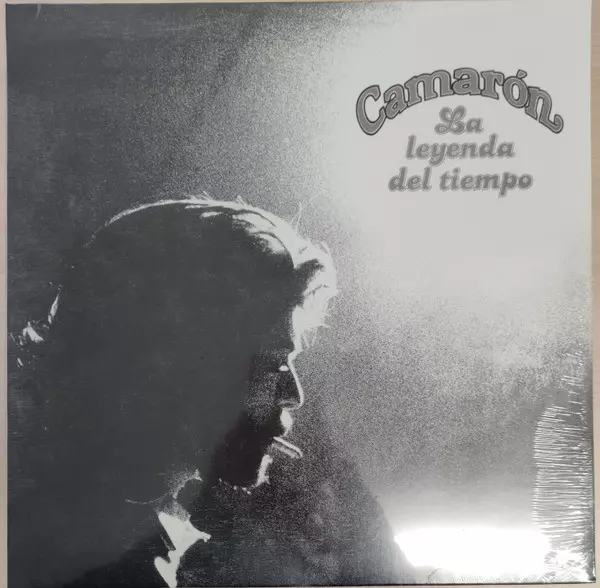 Camarón
La
leyenda
del tiempo